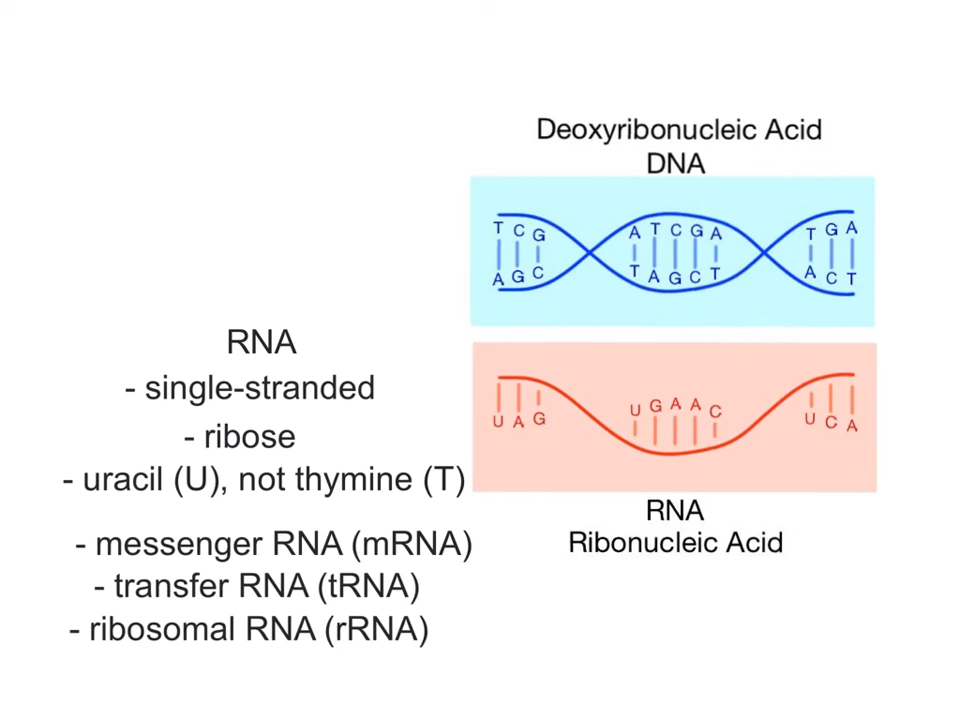 Deoxyribonucleic Acid
DNA
T C G A T C G A T G A
A G C T A G C T A C T
RNA
- single-stranded
- ribose
- uracil (U), not thymine (T)
- messenger RNA (mRNA)
- transfer RNA (tRNA)
- ribosomal RNA (rRNA)
U A G U G A A C U C A
RNA
Ribonucleic Acid